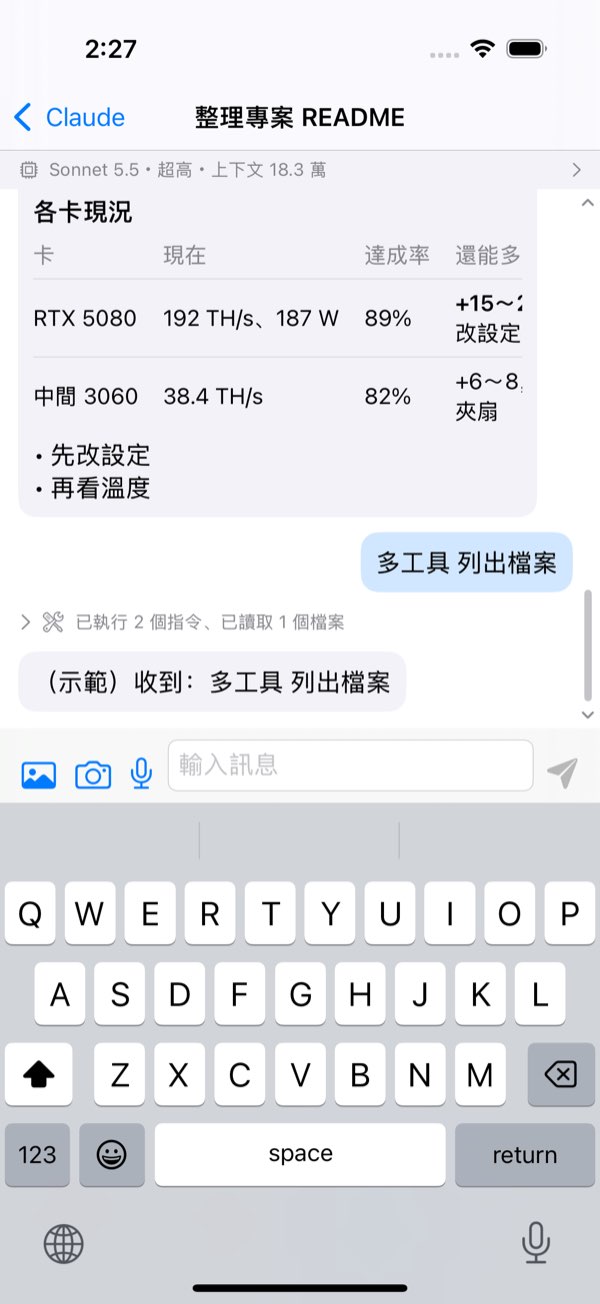 2:27
Claude
整理專案 README
Sonnet 5.5・超高・上下文 18.3 萬
各卡現況
卡 現在 達成率 還能多
RTX 5080 192 TH/s、187 W 89% +15～2
改設定
中間 3060 38.4 TH/s 82% +6～8
夾扇
• 先改設定
• 再看溫度
多工具 列出檔案
已執行 2 個指令、已讀取 1 個檔案
（示範）收到：多工具 列出檔案
輸入訊息
Q W E R T Y U I O P
A S D F G H J K L
Z X C V B N M
123 space return